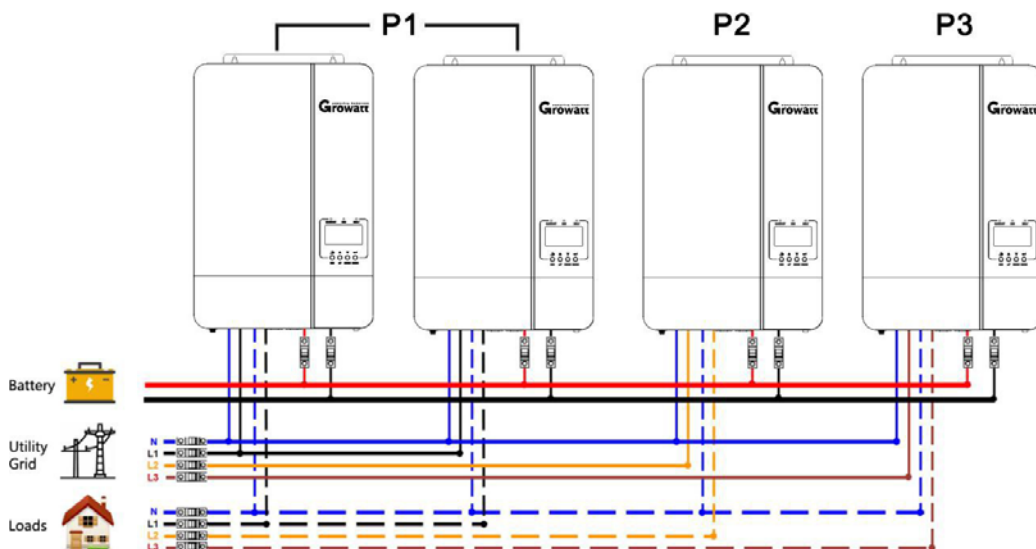 P1 P2 P3
Growatt Growatt Growatt Growatt
Battery
Utility
Grid
N
L1
L2
L3
Loads
N
L1
L2
L3